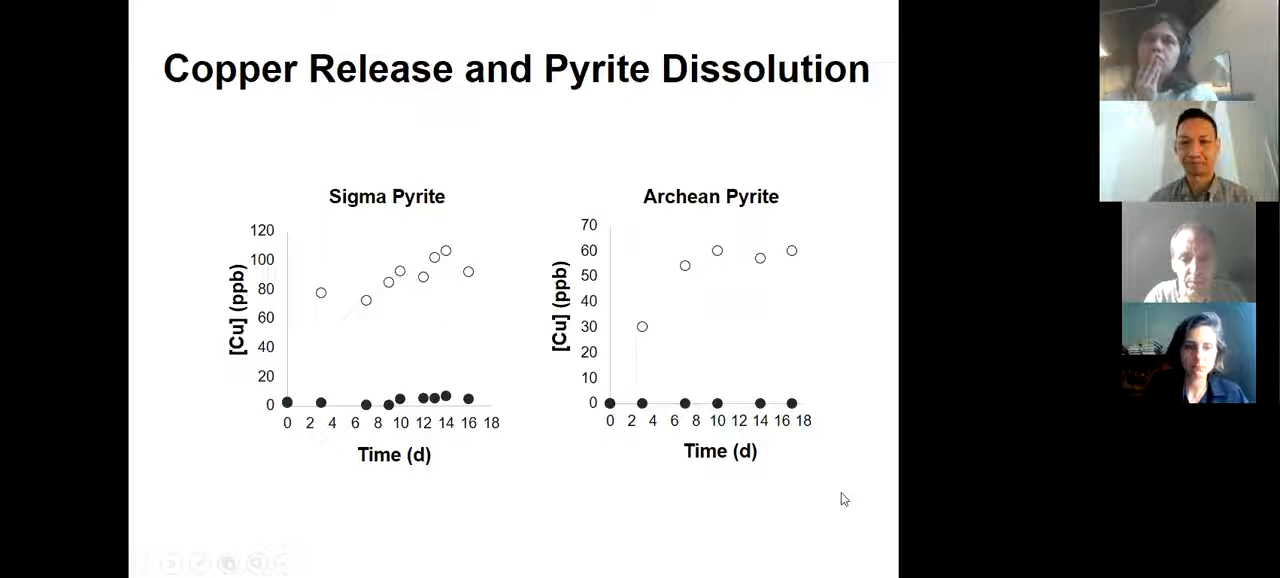 Copper Release and Pyrite Dissolution
Sigma Pyrite
120
100
80
60
40
20
0
[Cu] (ppb)
0 2 4 6 8 10 12 14 16 18
Time (d)
Archean Pyrite
70
60
50
40
30
20
10
0
[Cu] (ppb)
0 2 4 6 8 10 12 14 16 18
Time (d)